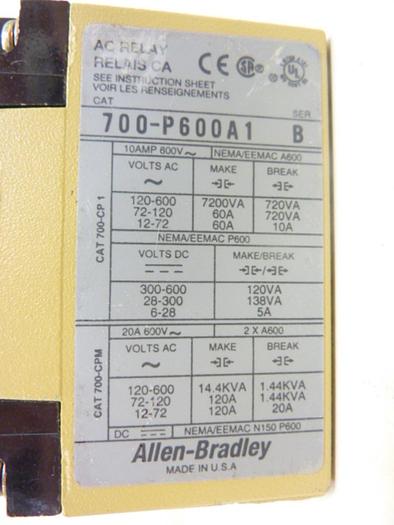 AC RELAY
RELAIS CA
SEE INSTRUCTION SHEET
VOIR LES RENSEIGNEMENTS
CAT SER
700-P600A1 B
10AMP 600V~ NEMA/EEMAC A600
VOLTS AC MAKE BREAK
120-600 7200VA 720VA
72-120 60A 720VA
12-72 60A 10A
CAT 700-CP1
NEMA/EEMAC P600
VOLTS DC MAKE/BREAK
300-600 120VA
28-300 138VA
6-28 5A
20A 600V~ 2 X A600
VOLTS AC MAKE BREAK
CAT 700-CPM
120-600 14.4KVA 1.44KVA
72-120 120A 1.44KVA
12-72 120A 20A
DC NEMA/EEMAC N150 P600
Allen-Bradley
MADE IN U.S.A